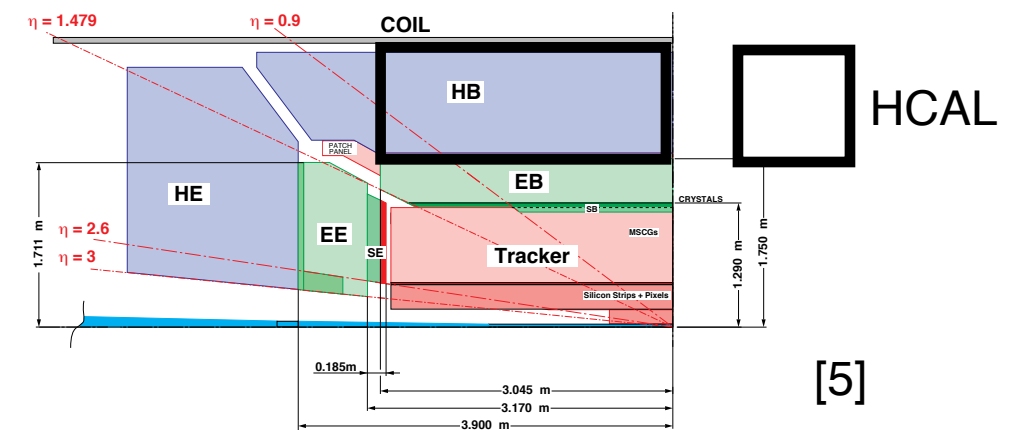 η = 1.479
η = 0.9
COIL
HB
HCAL
PATCH
PANEL
HE
EB
CRYSTALS
SB
η = 2.6
EE
MSCGs
1.711 m
SE
Tracker
1.290 m
1.750 m
η = 3
Silicon Strips + Pixels
0.185m
[5]
3.045 m
3.170 m
3.900 m